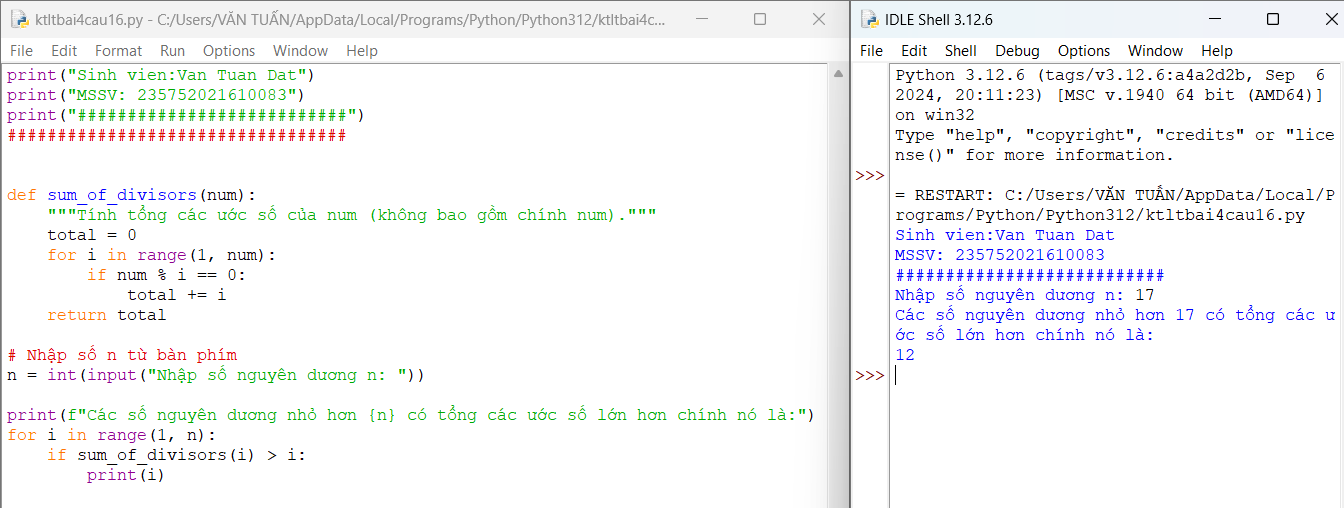 ktltbai4cau16.py - C:/Users/VĂN TUẤN/AppData/Local/Programs/Python/Python312/ktltbai4c...
File Edit Format Run Options Window Help
print("Sinh vien:Van Tuan Dat")
print("MSSV: 235752021610083")
print("###########################")
##################################
def sum_of_divisors(num):
    """Tính tổng các ước số của num (không bao gồm chính num)."""
    total = 0
    for i in range(1, num):
        if num % i == 0:
            total += i
    return total
# Nhập số n từ bàn phím
n = int(input("Nhập số nguyên dương n: "))
print(f"Các số nguyên dương nhỏ hơn {n} có tổng các ước số lớn hơn chính nó là:")
for i in range(1, n):
    if sum_of_divisors(i) > i:
        print(i)
IDLE Shell 3.12.6
File Edit Shell Debug Options Window Help
Python 3.12.6 (tags/v3.12.6:a4a2d2b, Sep  6
2024, 20:11:23) [MSC v.1940 64 bit (AMD64)]
on win32
Type "help", "copyright", "credits" or "lice
nse()" for more information.
>>>
= RESTART: C:/Users/VĂN TUẤN/AppData/Local/P
rograms/Python/Python312/ktltbai4cau16.py
Sinh vien:Van Tuan Dat
MSSV: 235752021610083
###########################
Nhập số nguyên dương n: 17
Các số nguyên dương nhỏ hơn 17 có tổng các ư
ớc số lớn hơn chính nó là:
12
>>>